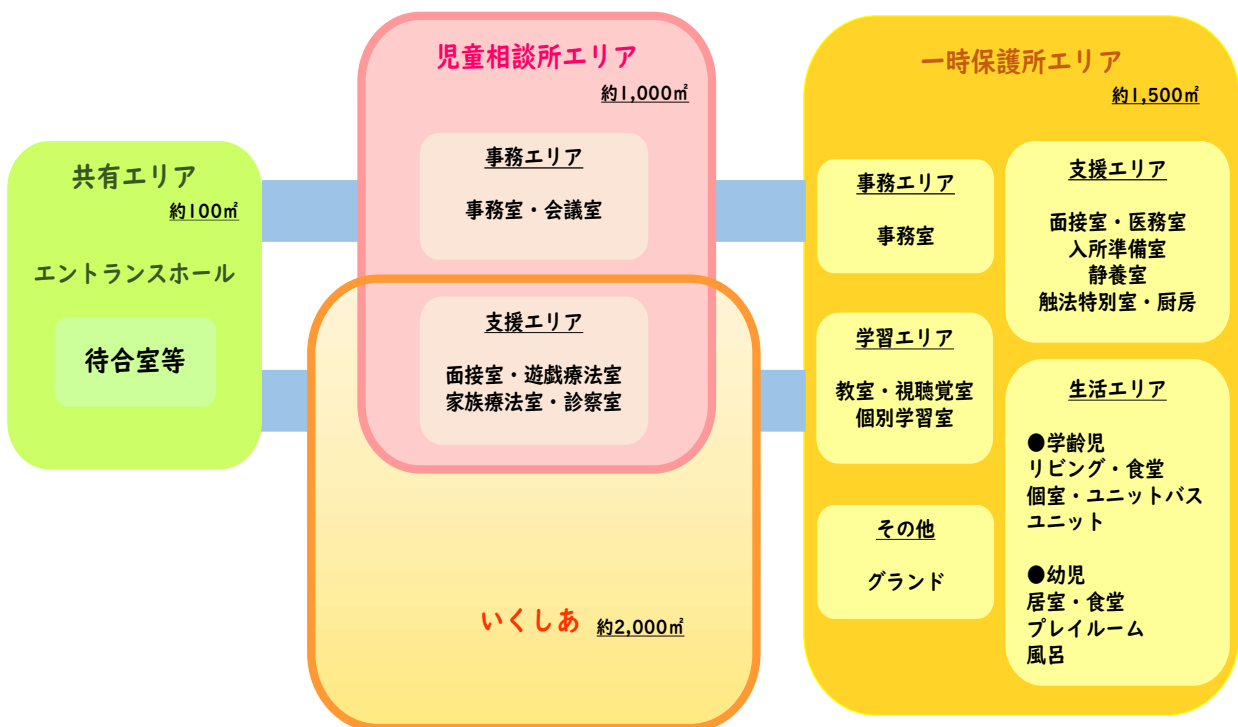 共有エリア
約100㎡
エントランスホール
待合室等
児童相談所エリア
約1,000㎡
事務エリア
事務室・会議室
支援エリア
面接室・遊戯療法室
家族療法室・診察室
いくしあ 約2,000㎡
一時保護所エリア
約1,500㎡
事務エリア
事務室
学習エリア
教室・視聴覚室
個別学習室
その他
グランド
支援エリア
面接室・医務室
入所準備室
静養室
触法特別室・厨房
生活エリア
●学齢児
リビング・食堂
個室・ユニットバス
ユニット
●幼児
居室・食堂
プレイルーム
風呂